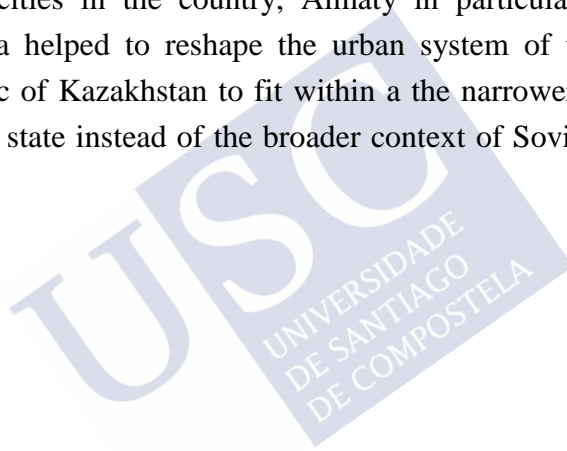 cities in the country, Almaty in particula
a helped to reshape the urban system of
c of Kazakhstan to fit within a the narrower
state instead of the broader context of Sovi
USC
UNIVERSIDADE
DE SANTIAGO
DE COMPOSTELA